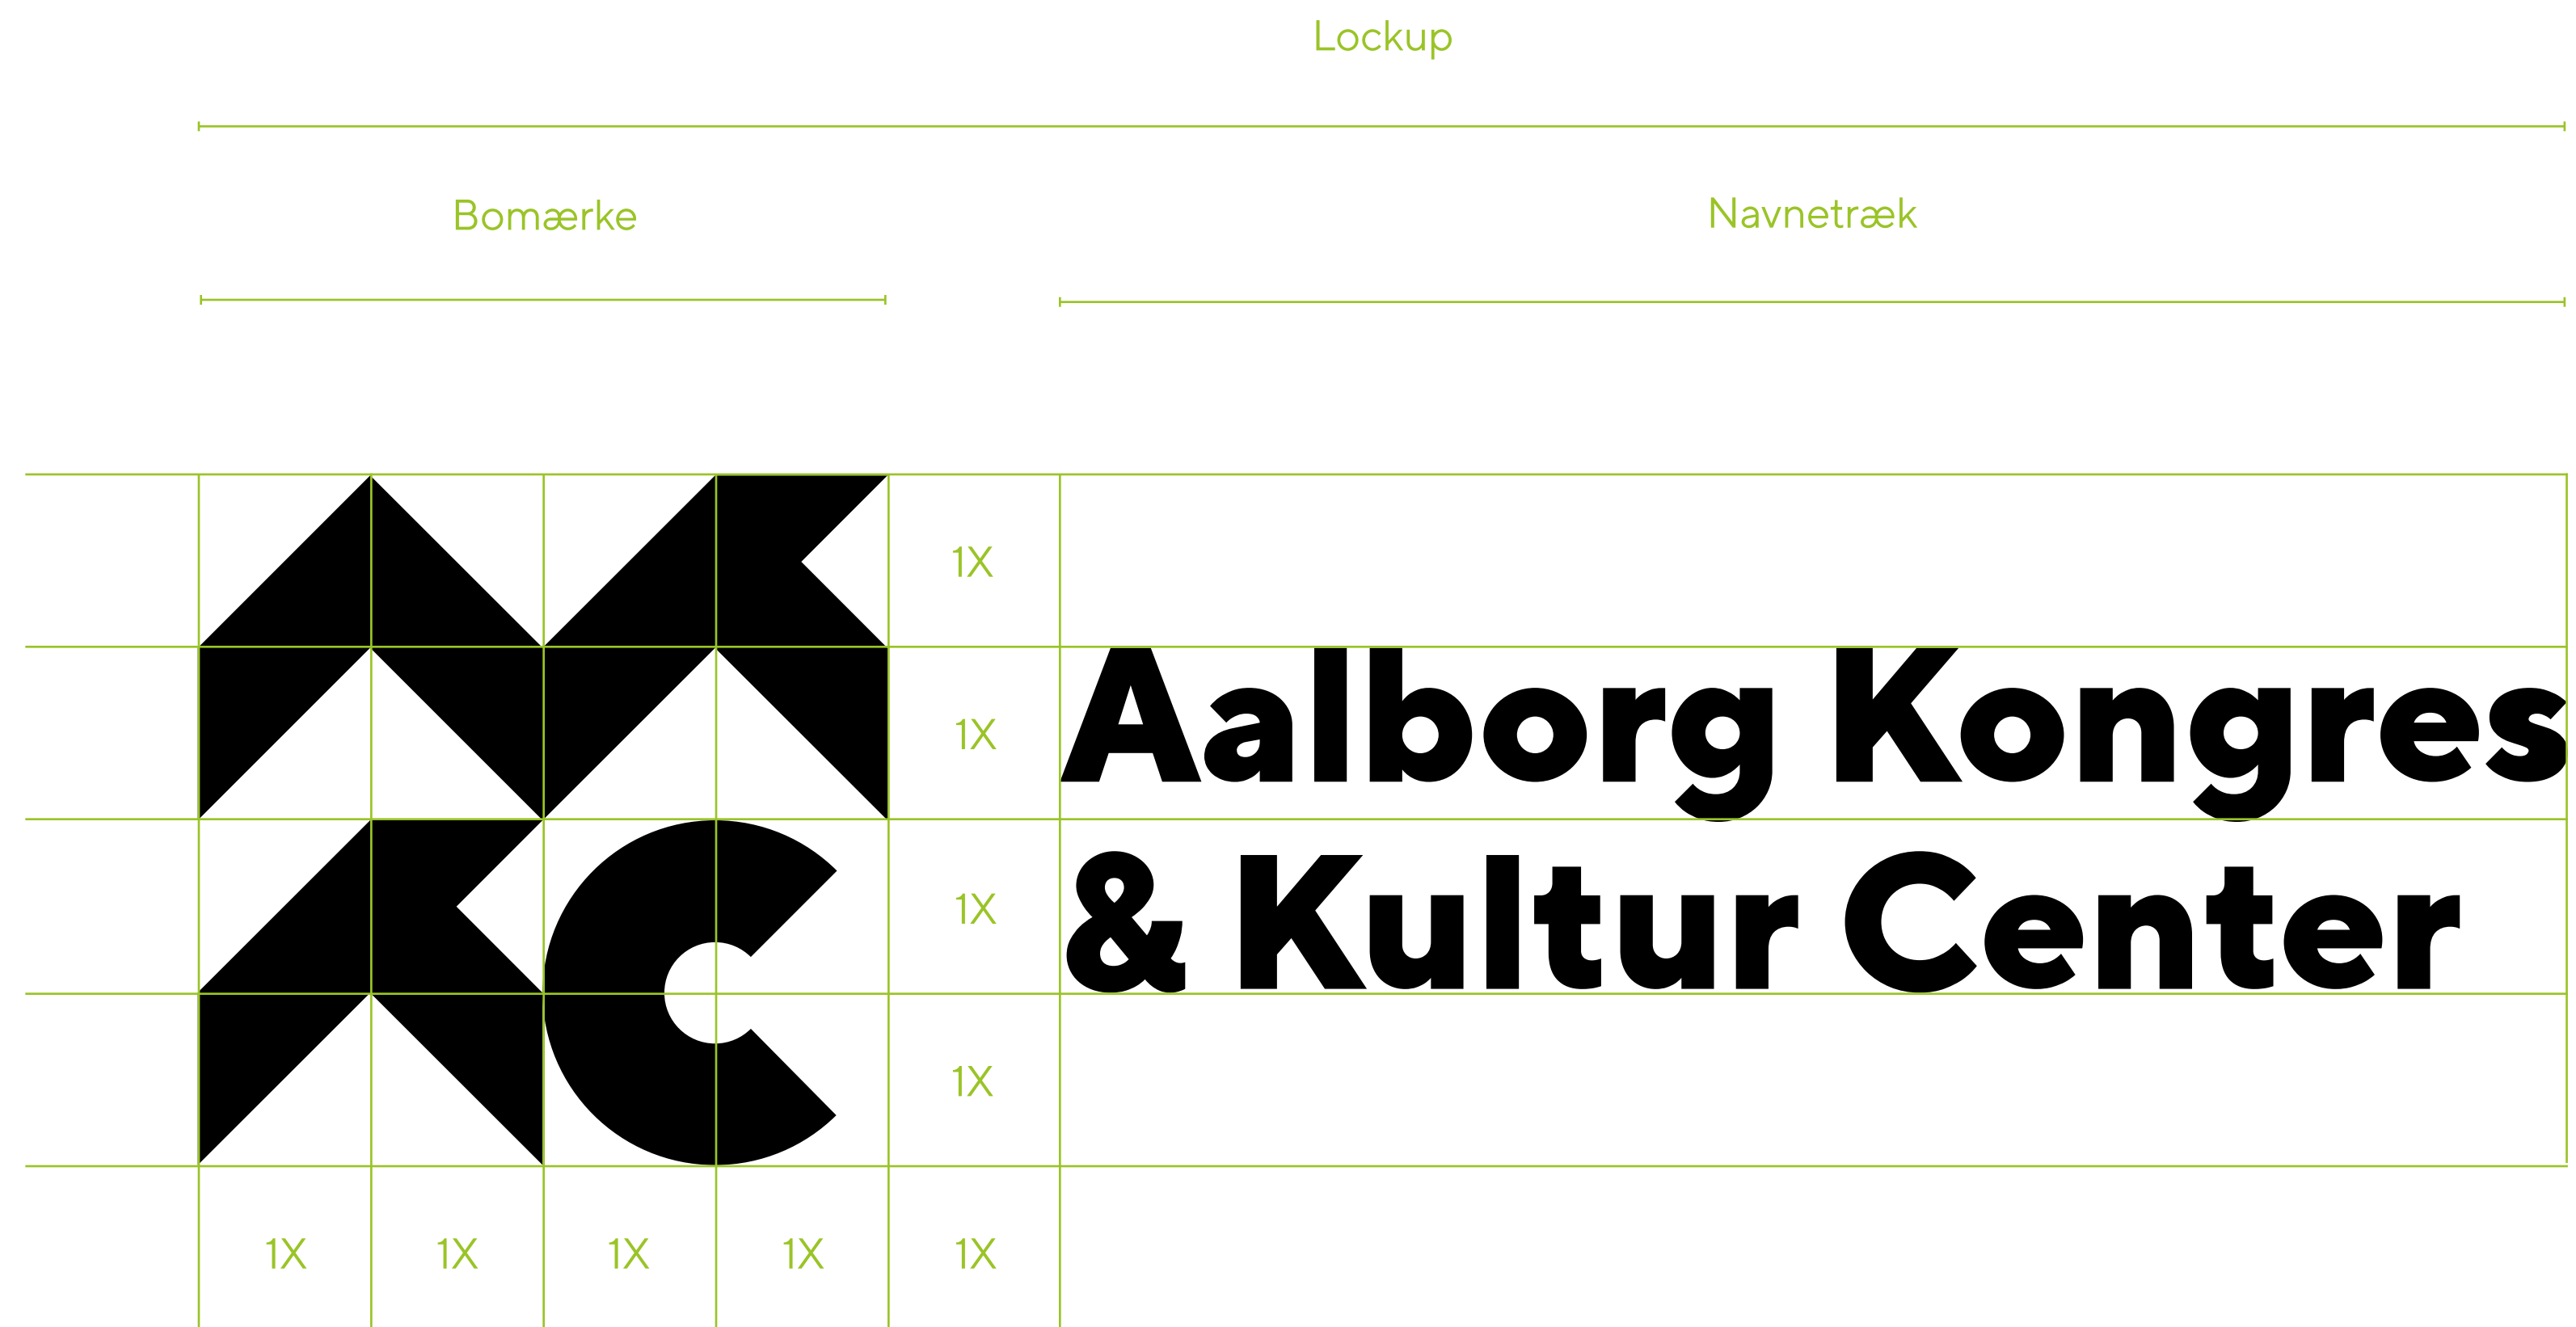 Lockup
Bomærke
Navnetræk
1X
1X
Aalborg Kongres
1X
& Kultur Center
1X
1X 1X 1X 1X 1X